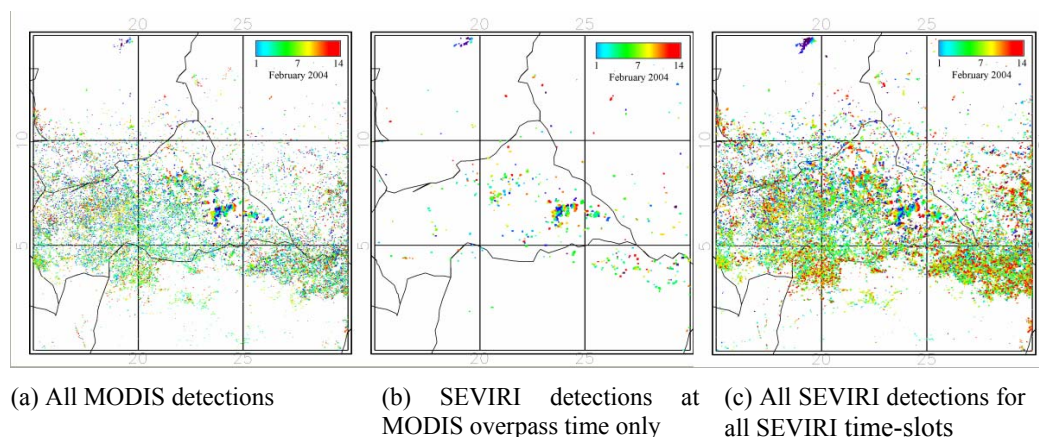 20 25
1 7 14
February 2004
10
5
20 25
20 25
1 7 14
February 2004
10
5
20 25
20 25
1 7 14
February 2004
10
5
20 25
(a) All MODIS detections
(b) SEVIRI detections at
MODIS overpass time only
(c) All SEVIRI detections for
all SEVIRI time-slots